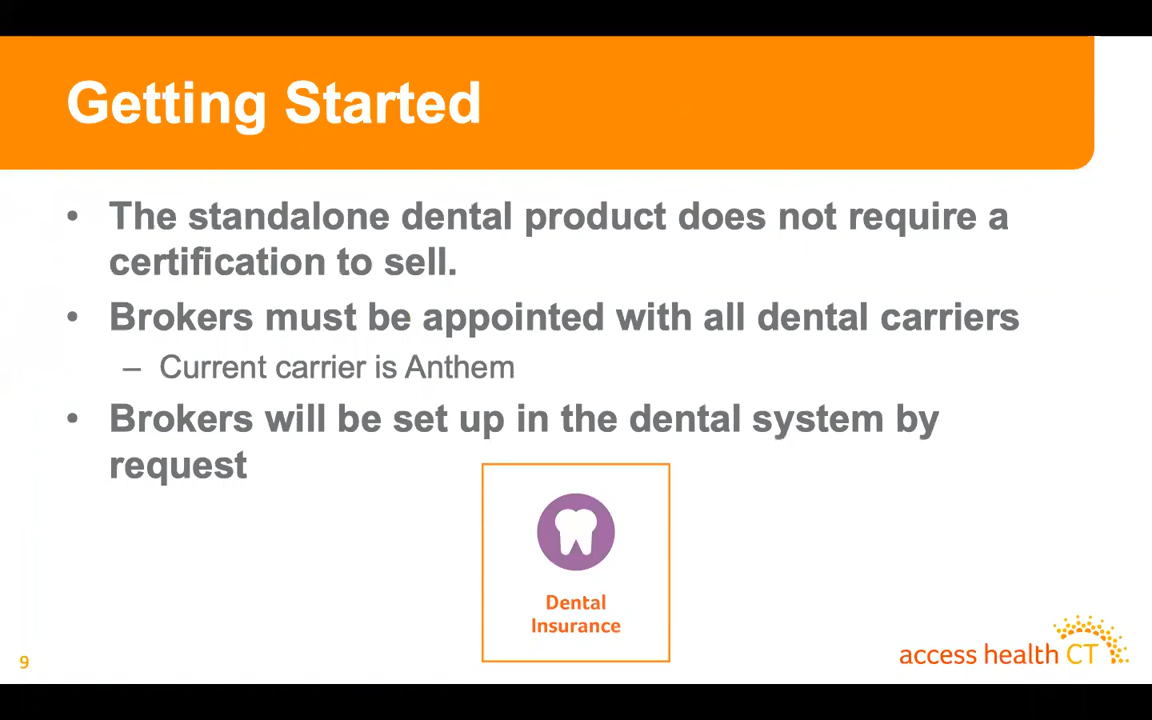 Getting Started
• The standalone dental product does not require a
certification to sell.
• Brokers must be appointed with all dental carriers
– Current carrier is Anthem
• Brokers will be set up in the dental system by
request
Dental
Insurance
9
access health CT